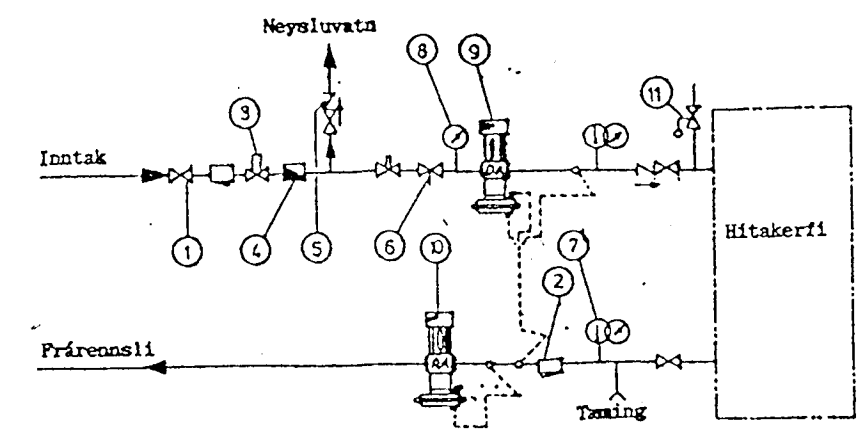 Neysluvatn
8
9
3
11
Inntak
1
4
5
6
10
7
2
Hitakerfi
Frárennsli
Tæming